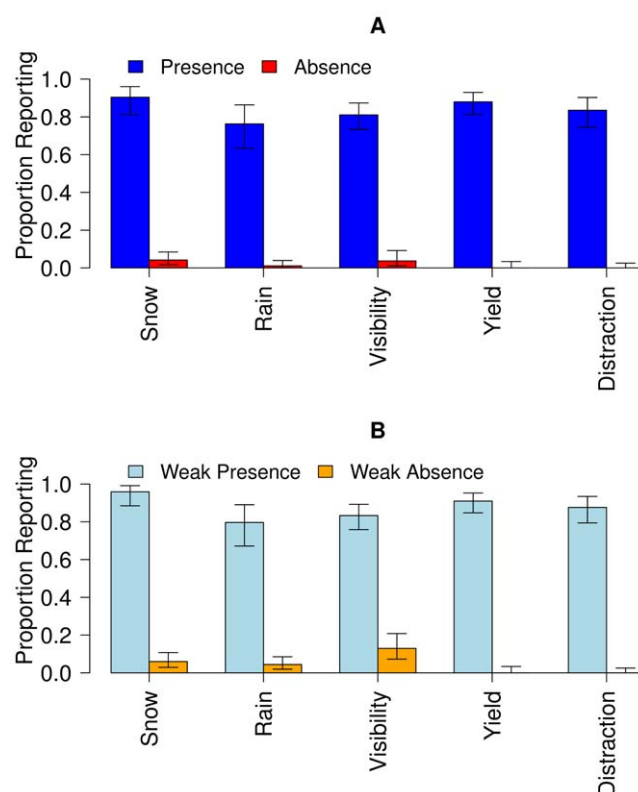 A
Presence Absence
Proportion Reporting
1.0
0.8
0.6
0.4
0.2
0.0
Snow
Rain
Visibility
Yield
Distraction
B
Weak Presence Weak Absence
Proportion Reporting
1.0
0.8
0.6
0.4
0.2
0.0
Snow
Rain
Visibility
Yield
Distraction